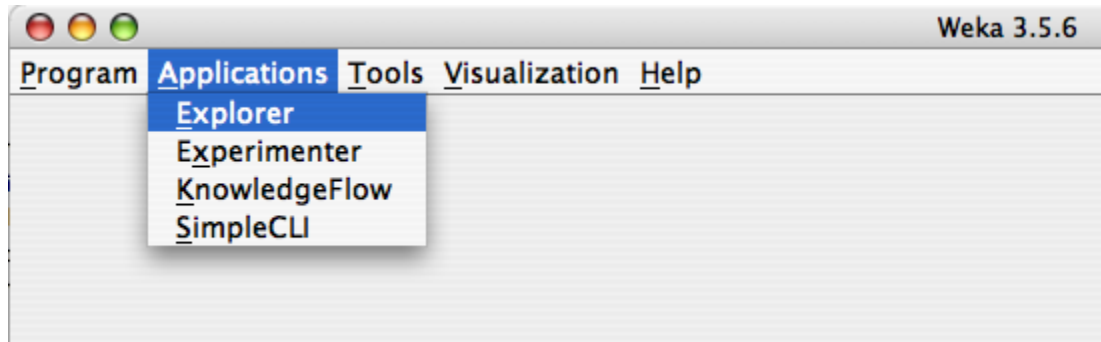 Weka 3.5.6
Program Applications Tools Visualization Help
Explorer
Experimenter
KnowledgeFlow
SimpleCLI